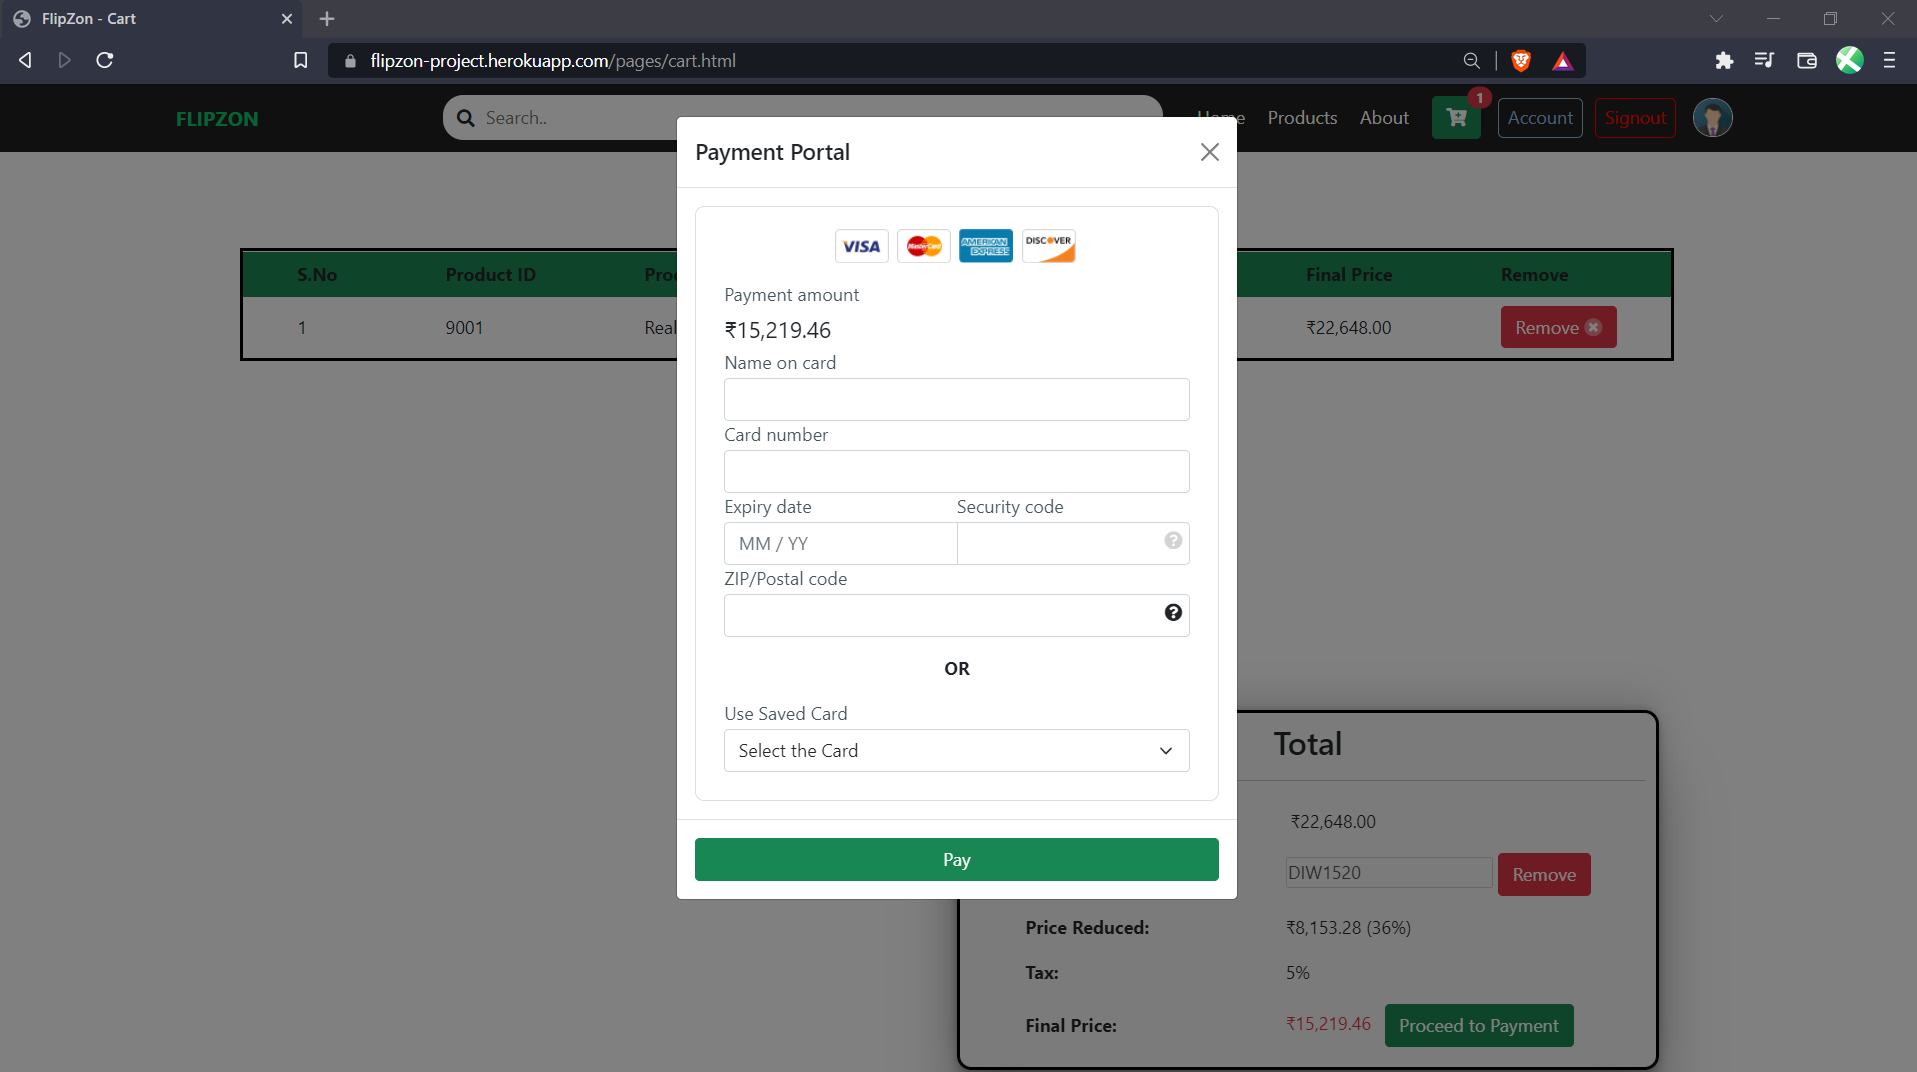 FlipZon - Cart
flipzon-project.herokuapp.com/pages/cart.html
FLIPZON
Search..
Home
Products
About
1
Account
Signout
Payment Portal
VISA
MasterCard
AMERICAN EXPRESS
DISCOVER
S.No
Product ID
Final Price
Remove
1
9001
Real
₹22,648.00
Remove
Payment amount
₹15,219.46
Name on card
Card number
Expiry date
Security code
MM / YY
ZIP/Postal code
OR
Use Saved Card
Select the Card
Pay
Total
₹22,648.00
DIW1520
Remove
Price Reduced:
₹8,153.28 (36%)
Tax:
5%
Final Price:
₹15,219.46
Proceed to Payment